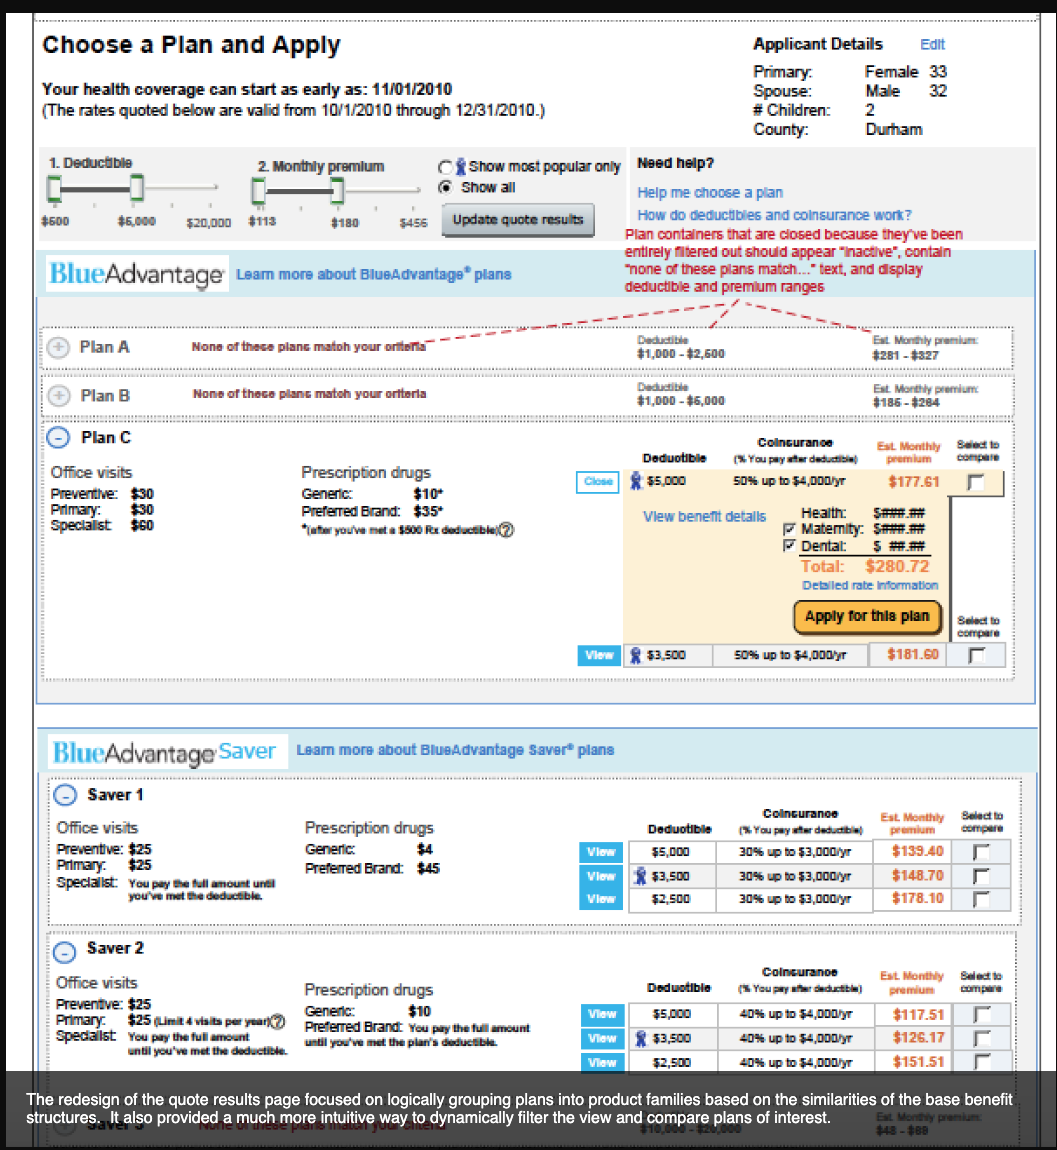 Choose a Plan and Apply
Applicant Details Edit
Your health coverage can start as early as: 11/01/2010
(The rates quoted below are valid from 10/1/2010 through 12/31/2010.)
Primary: Female 33
Spouse: Male 32
# Children: 2
County: Durham
1. Deductible
$500 $5,000 $20,000
2. Monthly premium
$113 $180 $456
Show most popular only
Show all
Update quote results
Need help?
Help me choose a plan
How do deductibles and coinsurance work?
Plan containers that are closed because they've been
entirely filtered out should appear "inactive", contain
"none of these plans match..." text, and display
deductible and premium ranges
BlueAdvantage® Learn more about BlueAdvantage® plans
Plan A None of these plans match your criteria
Deductible
$1,000 - $2,500
Est. Monthly premium:
$281 - $327
Plan B None of these plans match your criteria
Deductible
$1,000 - $5,000
Est. Monthly premium:
$186 - $264
Plan C
Office visits
Preventive: $30
Primary: $30
Specialist: $60
Prescription drugs
Generic: $10*
Preferred Brand: $35*
*(after you've met a $500 Rx deductible)?
Deductible
Coinsurance
(% You pay after deductible)
Est. Monthly
premium
Select to
compare
Close $5,000 50% up to $4,000/yr $177.61
View benefit details
Health: $###.##
Maternity: $###.##
Dental: $ ##.##
Total: $280.72
Detailed rate information
Apply for this plan
Select to
compare
View $3,500 50% up to $4,000/yr $181.60
BlueAdvantage Saver Learn more about BlueAdvantage Saver® plans
Saver 1
Office visits
Preventive: $25
Primary: $25
Specialist: You pay the full amount until
you've met the deductible.
Prescription drugs
Generic: $4
Preferred Brand: $45
Deductible
Coinsurance
(% You pay after deductible)
Est. Monthly
premium
Select to
compare
View $5,000 30% up to $3,000/yr $139.40
View $3,500 30% up to $3,000/yr $148.70
View $2,500 30% up to $3,000/yr $178.10
Saver 2
Office visits
Preventive: $25
Primary: $25 (Limit 4 visits per year)?
Specialist: You pay the full amount
until you've met the deductible.
Prescription drugs
Generic: $10
Preferred Brand: You pay the full amount
until you've met the plan's deductible.
Deductible
Coinsurance
(% You pay after deductible)
Est. Monthly
premium
Select to
compare
View $5,000 40% up to $4,000/yr $117.51
View $3,500 40% up to $4,000/yr $126.17
View $2,500 40% up to $4,000/yr $151.51
The redesign of the quote results page focused on logically grouping plans into product families based on the similarities of the base benefit
structures. It also provided a much more intuitive way to dynamically filter the view and compare plans of interest.
Saver 3 None of these plans match your criteria
Est. Monthly premium: